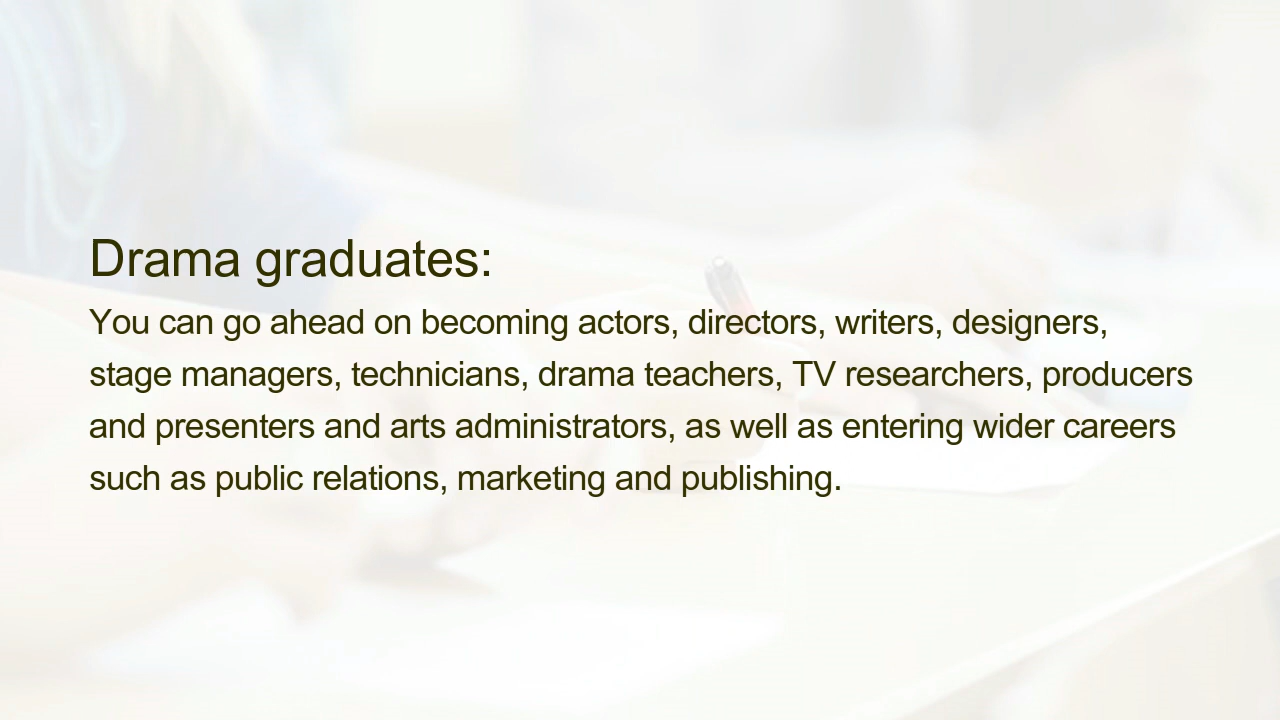 Drama graduates:
You can go ahead on becoming actors, directors, writers, designers,
stage managers, technicians, drama teachers, TV researchers, producers
and presenters and arts administrators, as well as entering wider careers
such as public relations, marketing and publishing.